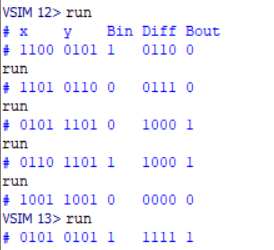 VSIM 12> run
# x y Bin Diff Bout
# 1100 0101 1 0110 0
run
# 1101 0110 0 0111 0
run
# 0101 1101 0 1000 1
run
# 0110 1101 1 1000 1
run
# 1001 1001 0 0000 0
VSIM 13> run
# 0101 0101 1 1111 1